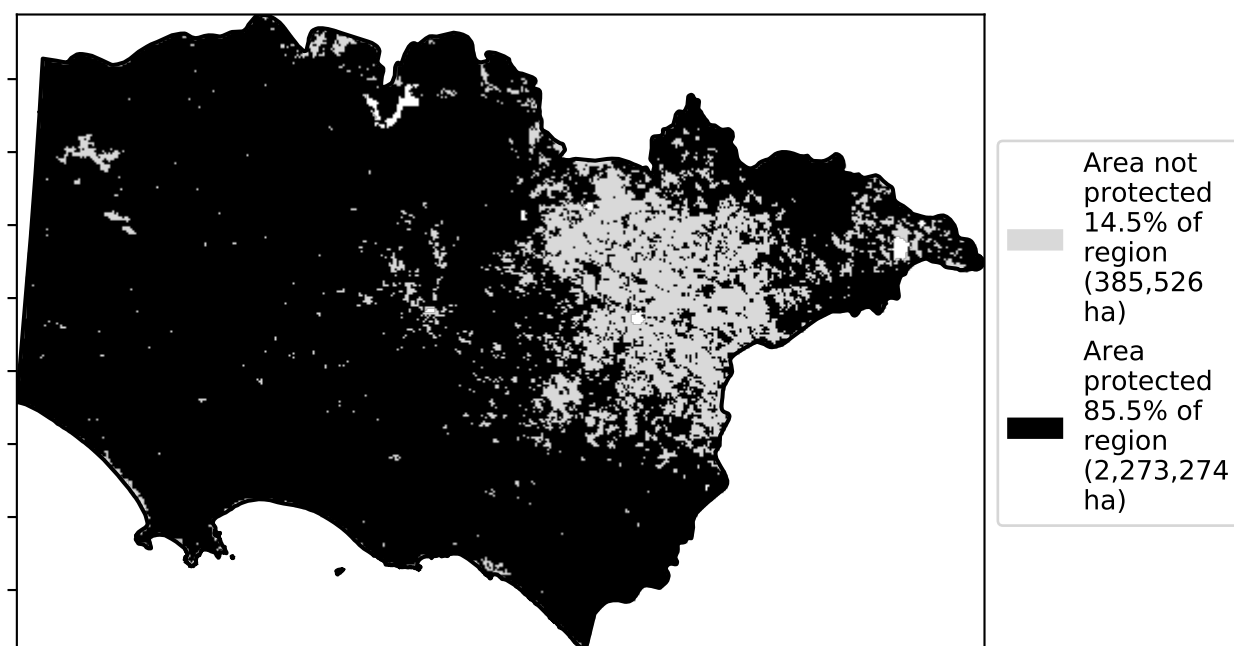 Area not
protected
14.5% of
region
(385,526
ha)
Area
protected
85.5% of
region
(2,273,274
ha)